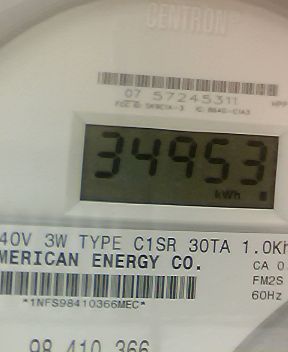 CENTRON
07 57245311
34953
kWh
40V 3W TYPE C1SR 30TA 1.0Kh
MERICAN ENERGY CO.
CA 0.
FM2S
*1NFS98410366MEC*
60Hz
98 410 366